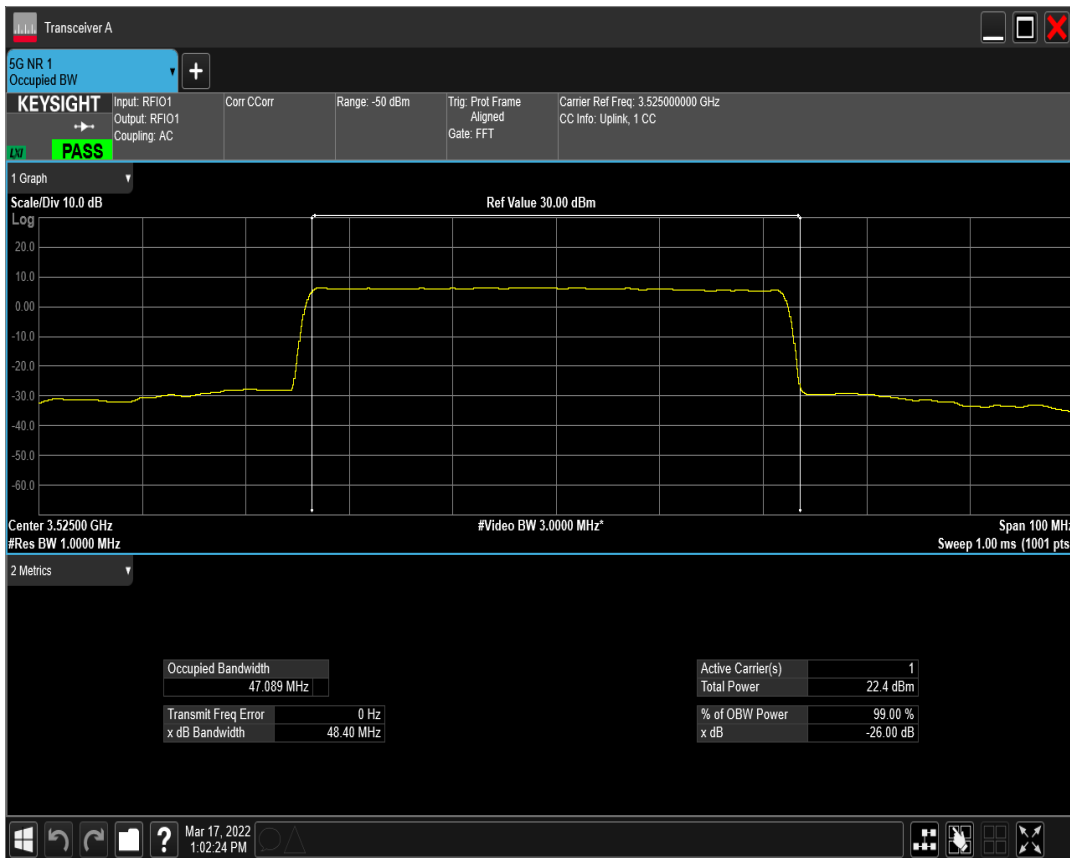 Transceiver A
5G NR 1
Occupied BW
+
KEYSIGHT
LXI
PASS
Input: RFIO1
Output: RFIO1
Coupling: AC
Corr CCorr
Range: -50 dBm
Trig: Prot Frame
Aligned
Gate: FFT
Carrier Ref Freq: 3.525000000 GHz
CC Info: Uplink, 1 CC
1 Graph
Scale/Div 10.0 dB
Ref Value 30.00 dBm
Log
20.0
10.0
0.00
-10.0
-20.0
-30.0
-40.0
-50.0
-60.0
Center 3.52500 GHz
#Video BW 3.0000 MHz*
Span 100 MHz
#Res BW 1.0000 MHz
Sweep 1.00 ms (1001 pts
2 Metrics
Occupied Bandwidth
47.089 MHz
Transmit Freq Error 0 Hz
x dB Bandwidth 48.40 MHz
Active Carrier(s) 1
Total Power 22.4 dBm
% of OBW Power 99.00 %
x dB -26.00 dB
?
Mar 17, 2022
1:02:24 PM